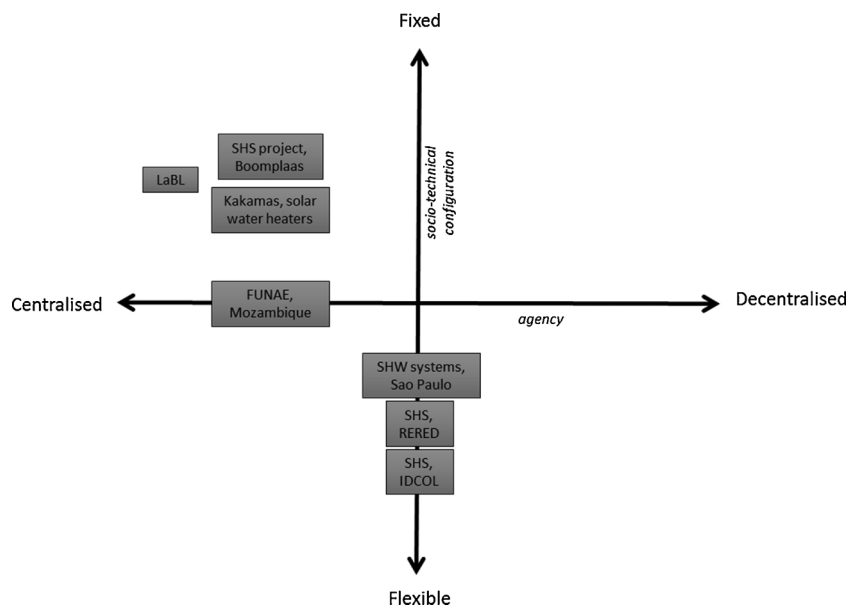 Fixed
SHS project,
Boomplaas
LaBL
Kakamas, solar
water heaters
socio-technical
configuration
Centralised
FUNAE,
Mozambique
Decentralised
agency
SHW systems,
Sao Paulo
SHS,
RERED
SHS,
IDCOL
Flexible